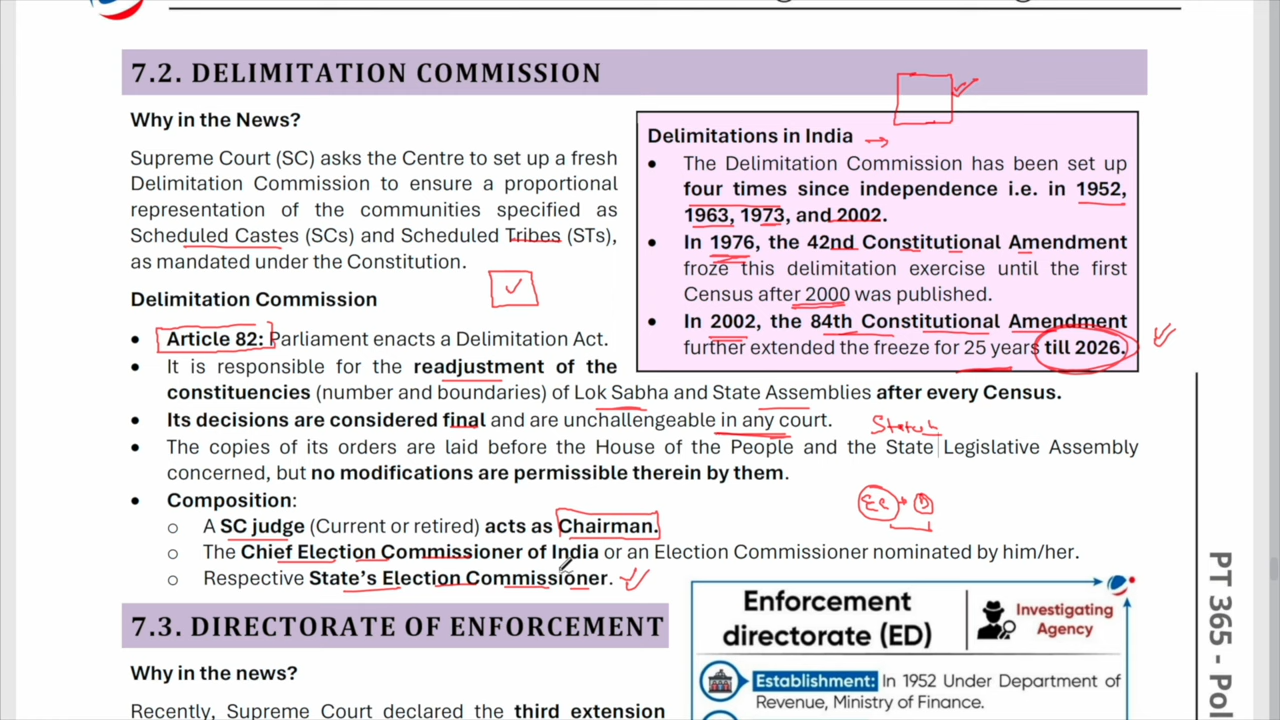 7.2. DELIMITATION COMMISSION
Why in the News?
Supreme Court (SC) asks the Centre to set up a fresh
Delimitation Commission to ensure a proportional
representation of the communities specified as
Scheduled Castes (SCs) and Scheduled Tribes (STs),
as mandated under the Constitution.
Delimitation Commission
• Article 82: Parliament enacts a Delimitation Act.
• It is responsible for the readjustment of the
constituencies (number and boundaries) of Lok Sabha and State Assemblies after every Census.
• Its decisions are considered final and are unchallengeable in any court.
• The copies of its orders are laid before the House of the People and the State Legislative Assembly
concerned, but no modifications are permissible therein by them.
• Composition:
o A SC judge (Current or retired) acts as Chairman.
o The Chief Election Commissioner of India or an Election Commissioner nominated by him/her.
o Respective State's Election Commissioner.
Delimitations in India
• The Delimitation Commission has been set up
four times since independence i.e. in 1952,
1963, 1973, and 2002.
• In 1976, the 42nd Constitutional Amendment
froze this delimitation exercise until the first
Census after 2000 was published.
• In 2002, the 84th Constitutional Amendment
further extended the freeze for 25 years till 2026.
7.3. DIRECTORATE OF ENFORCEMENT
Why in the news?
Recently, Supreme Court declared the third extension
Enforcement
directorate (ED)
Investigating
Agency
Establishment: In 1952 Under Department of
Revenue, Ministry of Finance.
PT 365 - Pol